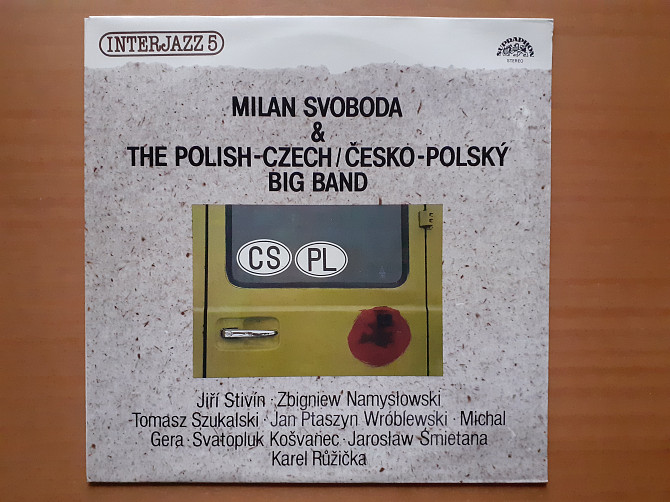 INTERJAZZ 5
SUPRAPHON
STEREO
MILAN SVOBODA
&
THE POLISH-CZECH/ČESKO-POLSKÝ
BIG BAND
CS PL
Jiří Stivín · Zbigniew Namysłowski
Tomasz Szukalski · Jan Ptaszyn Wróblewski · Michal
Gera · Svatopluk Košvanec · Jarosław Śmietana
Karel Růžička